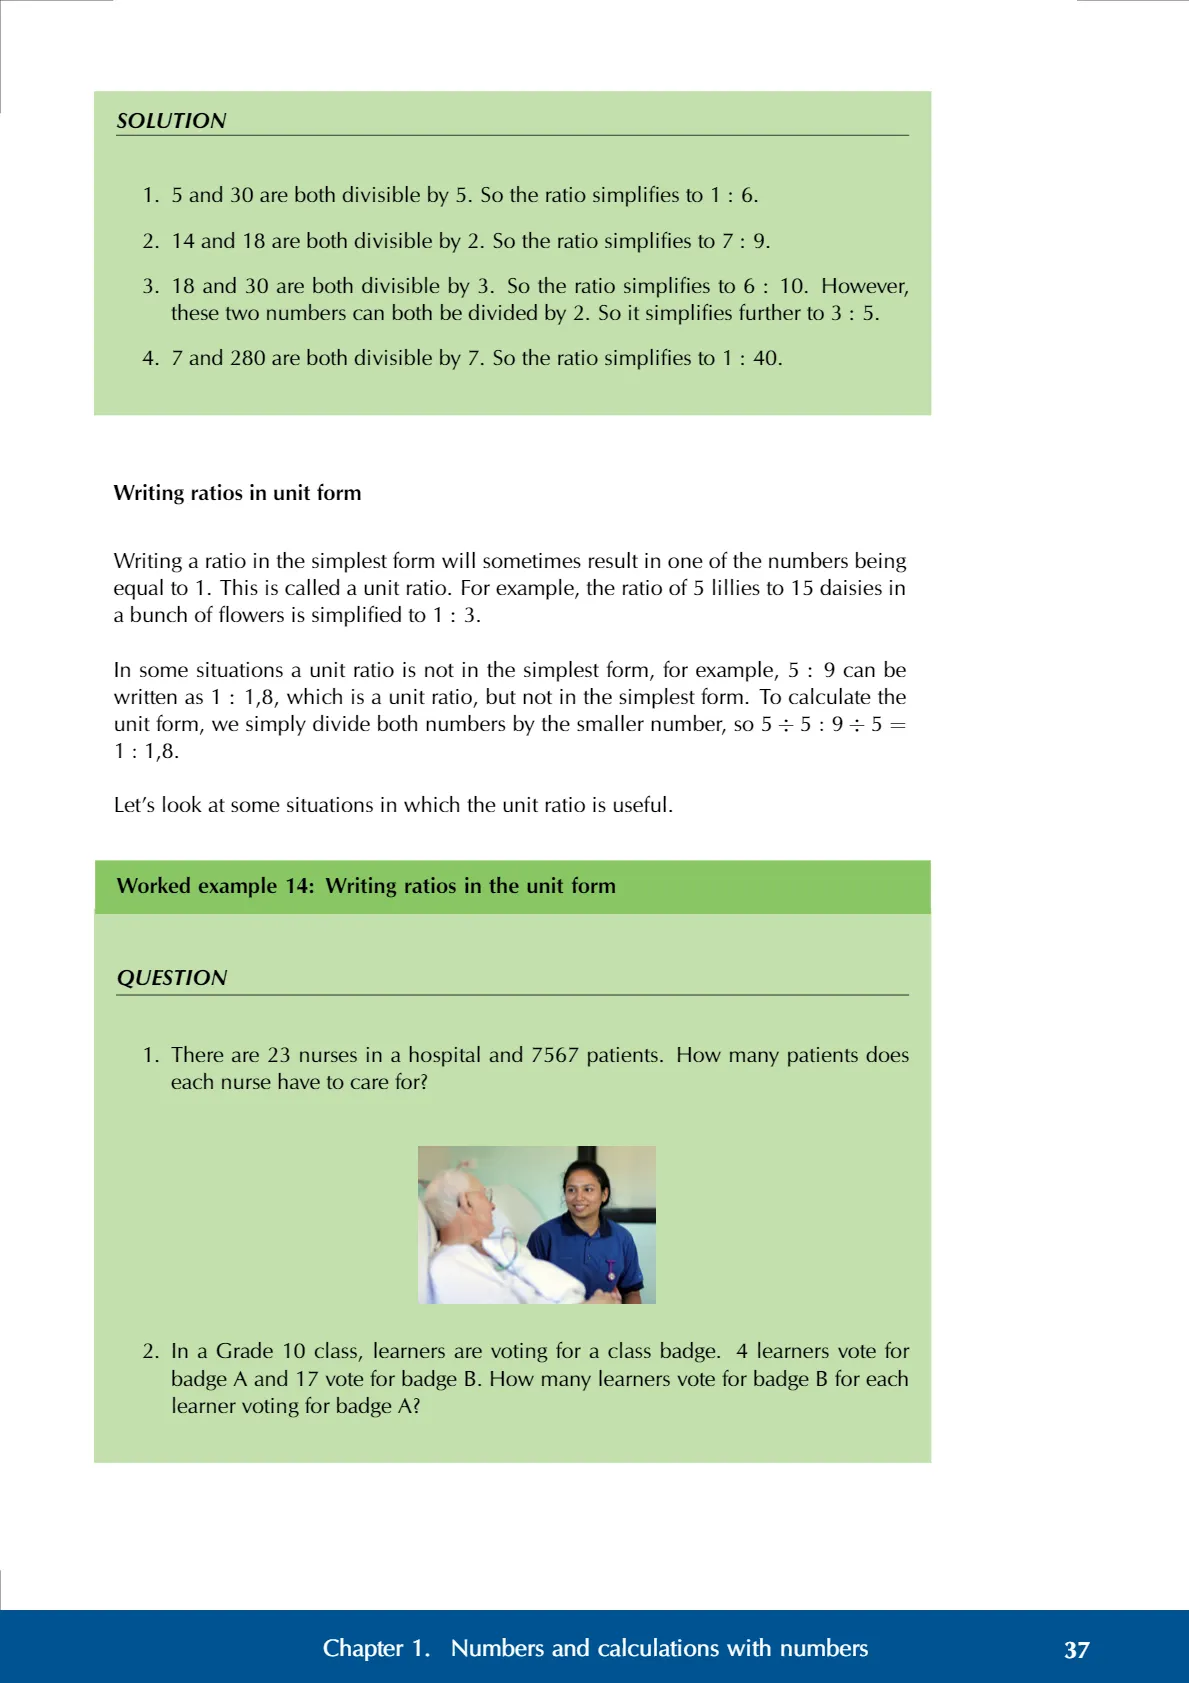 SOLUTION
1. 5 and 30 are both divisible by 5. So the ratio simplifies to 1 : 6.
2. 14 and 18 are both divisible by 2. So the ratio simplifies to 7 : 9.
3. 18 and 30 are both divisible by 3. So the ratio simplifies to 6 : 10. However,
these two numbers can both be divided by 2. So it simplifies further to 3 : 5.
4. 7 and 280 are both divisible by 7. So the ratio simplifies to 1 : 40.
Writing ratios in unit form
Writing a ratio in the simplest form will sometimes result in one of the numbers being
equal to 1. This is called a unit ratio. For example, the ratio of 5 lillies to 15 daisies in
a bunch of flowers is simplified to 1 : 3.
In some situations a unit ratio is not in the simplest form, for example, 5 : 9 can be
written as 1 : 1,8, which is a unit ratio, but not in the simplest form. To calculate the
unit form, we simply divide both numbers by the smaller number, so 5 ÷ 5 : 9 ÷ 5 =
1 : 1,8.
Let’s look at some situations in which the unit ratio is useful.
Worked example 14: Writing ratios in the unit form
QUESTION
1. There are 23 nurses in a hospital and 7567 patients. How many patients does
each nurse have to care for?
2. In a Grade 10 class, learners are voting for a class badge. 4 learners vote for
badge A and 17 vote for badge B. How many learners vote for badge B for each
learner voting for badge A?
Chapter 1. Numbers and calculations with numbers 37